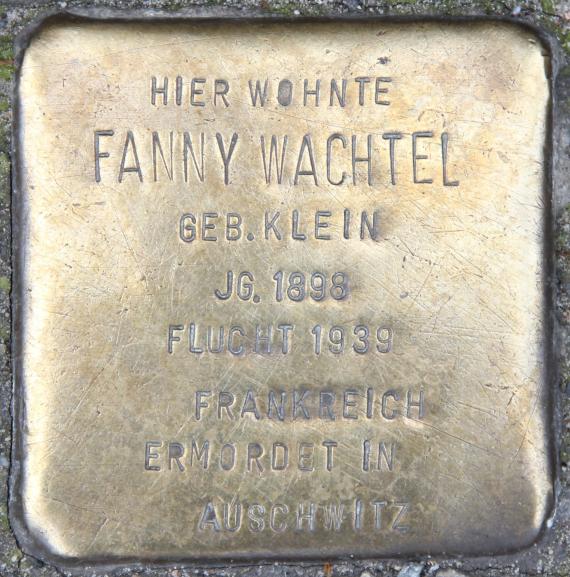 HIER WOHNTE
FANNY WACHTEL
GEB. KLEIN
JG. 1898
FLUCHT 1939
FRANKREICH
ERMORDET IN
AUSCHWITZ